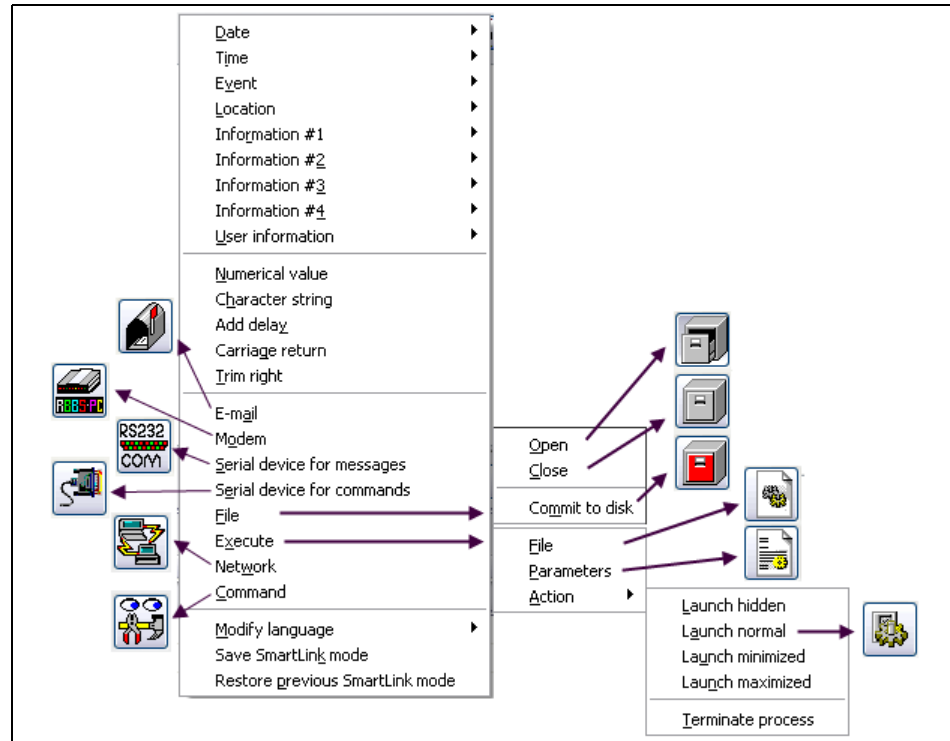 Date
Time
Event
Location
Information #1
Information #2
Information #3
Information #4
User information
Numerical value
Character string
Add delay
Carriage return
Trim right
E-mail
Modem
Serial device for messages
Serial device for commands
File
Execute
Network
Command
Modify language
Save SmartLink mode
Restore previous SmartLink mode
RBBS-PC
RS232
COM
Open
Close
Commit to disk
File
Parameters
Action
Launch hidden
Launch normal
Launch minimized
Launch maximized
Terminate process